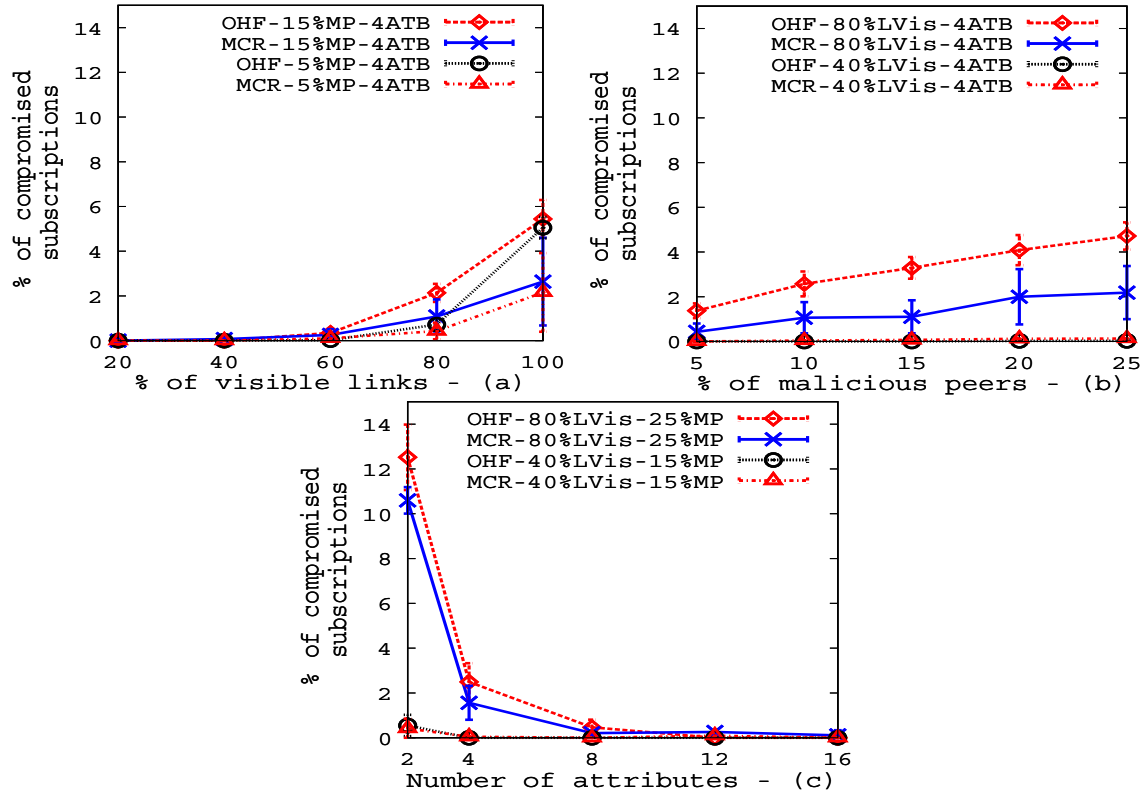 OHF-15%MP-4ATB
MCR-15%MP-4ATB
OHF-5%MP-4ATB
MCR-5%MP-4ATB
% of compromised
subscriptions
14
12
10
8
6
4
2
0
20
40
60
80
100
% of visible links - (a)
OHF-80%LVis-4ATB
MCR-80%LVis-4ATB
OHF-40%LVis-4ATB
MCR-40%LVis-4ATB
% of compromised
subscriptions
14
12
10
8
6
4
2
0
5
10
15
20
25
% of malicious peers - (b)
OHF-80%LVis-25%MP
MCR-80%LVis-25%MP
OHF-40%LVis-15%MP
MCR-40%LVis-15%MP
% of compromised
subscriptions
14
12
10
8
6
4
2
0
2
4
8
12
16
Number of attributes - (c)